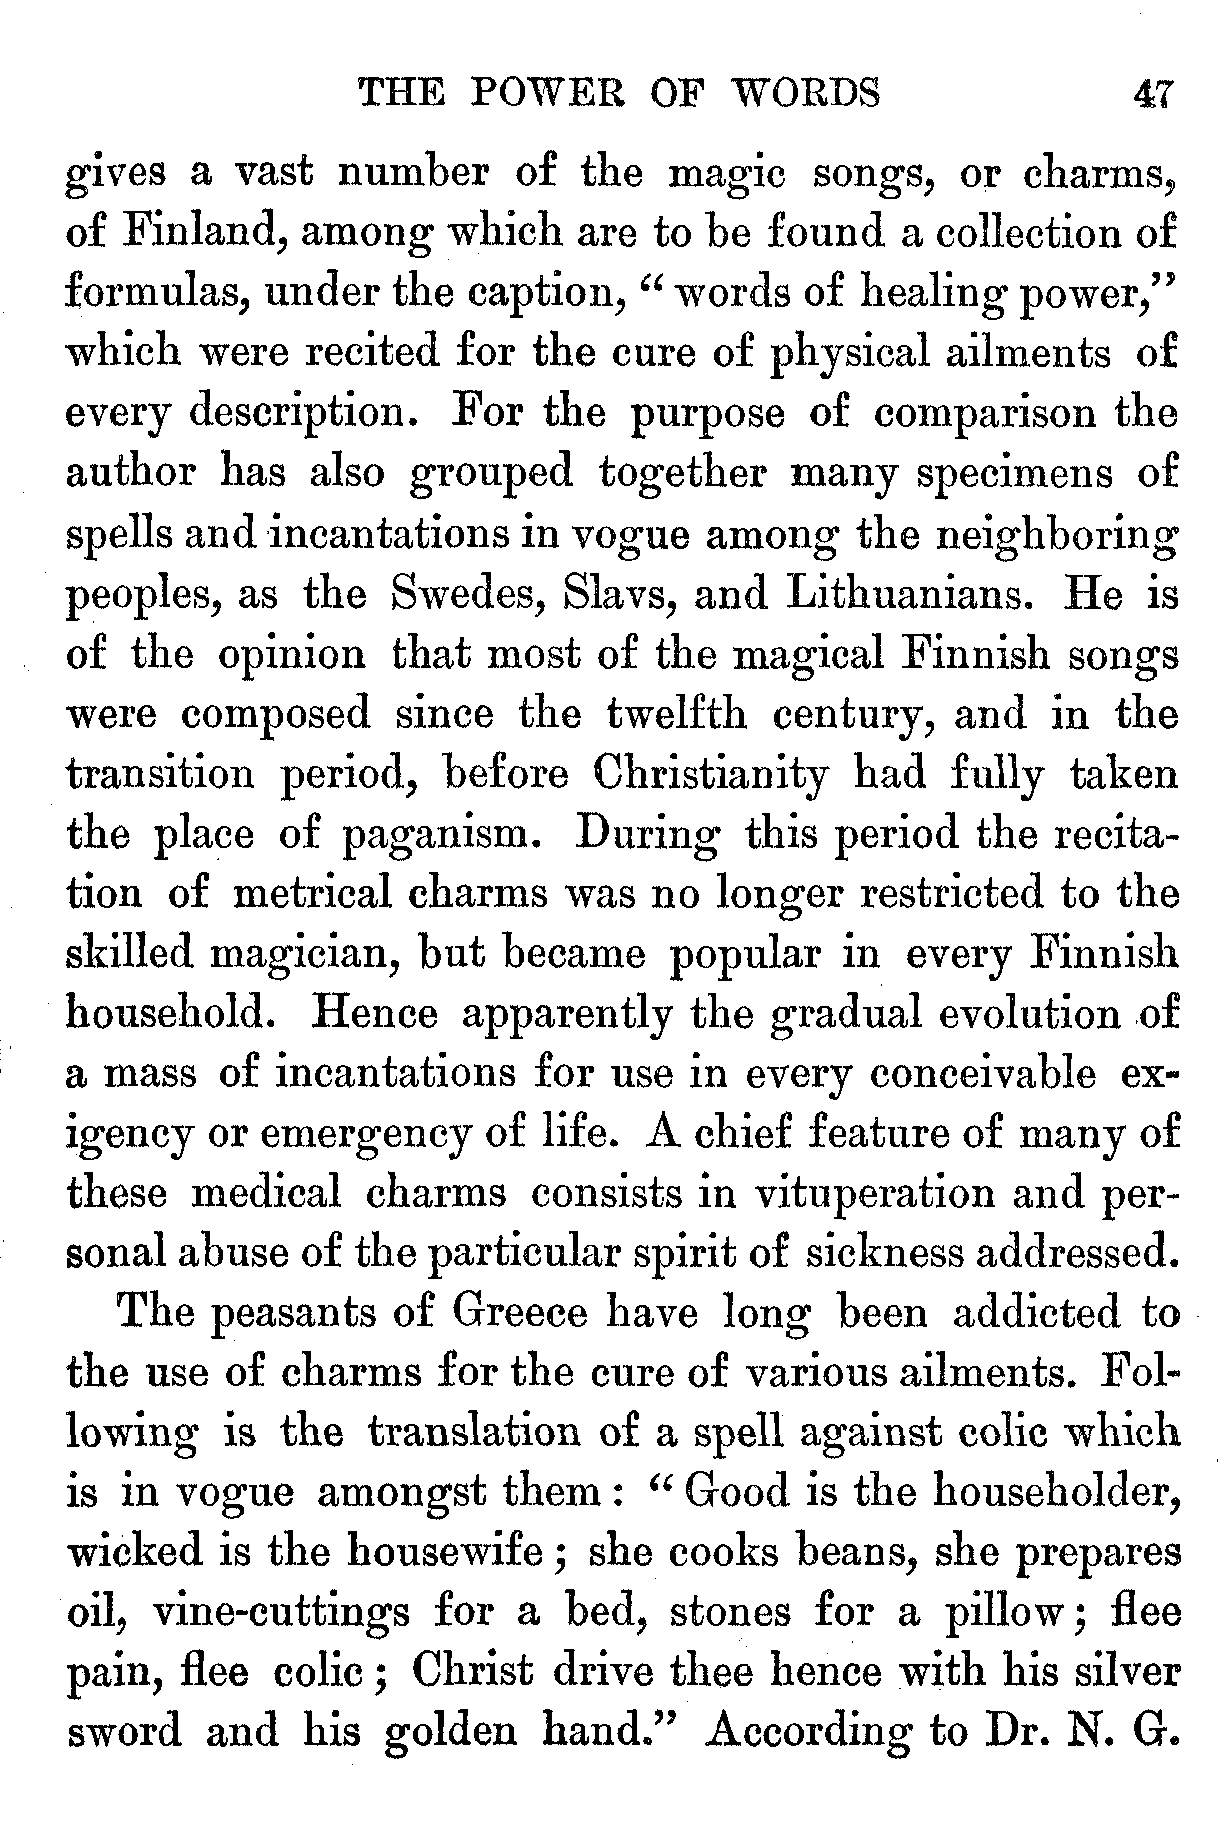 THE POWER OF WORDS 47
gives a vast number of the magic songs, or charms,
of Finland, among which are to be found a collection of
formulas, under the caption, “ words of healing power,”
which were recited for the cure of physical ailments of
every description. For the purpose of comparison the
author has also grouped together many specimens of
spells and incantations in vogue among the neighboring
peoples, as the Swedes, Slavs, and Lithuanians. He is
of the opinion that most of the magical Finnish songs
were composed since the twelfth century, and in the
transition period, before Christianity had fully taken
the place of paganism. During this period the recita-
tion of metrical charms was no longer restricted to the
skilled magician, but became popular in every Finnish
household. Hence apparently the gradual evolution of
a mass of incantations for use in every conceivable ex-
igency or emergency of life. A chief feature of many of
these medical charms consists in vituperation and per-
sonal abuse of the particular spirit of sickness addressed.
The peasants of Greece have long been addicted to
the use of charms for the cure of various ailments. Fol-
lowing is the translation of a spell against colic which
is in vogue amongst them : “ Good is the householder,
wicked is the housewife ; she cooks beans, she prepares
oil, vine-cuttings for a bed, stones for a pillow ; flee
pain, flee colic ; Christ drive thee hence with his silver
sword and his golden hand.” According to Dr. N. G.